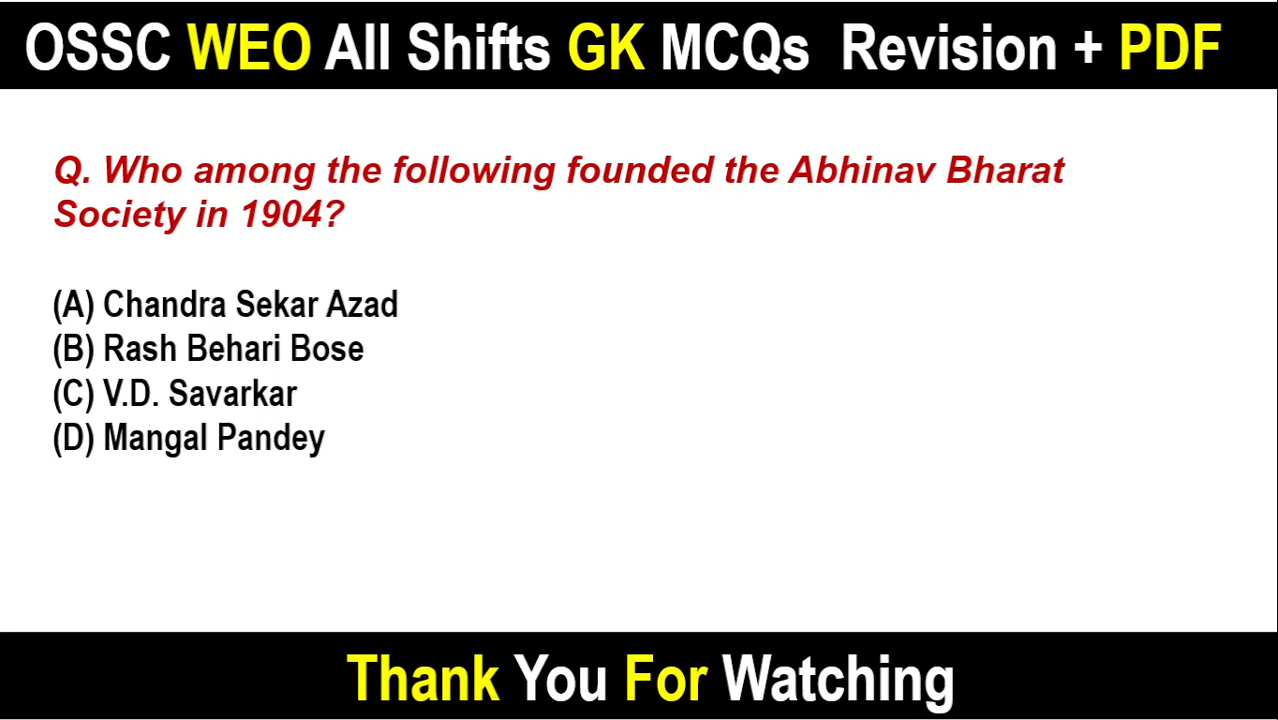 OSSC WEO All Shifts GK MCQs Revision + PDF
Q. Who among the following founded the Abhinav Bharat
Society in 1904?
(A) Chandra Sekar Azad
(B) Rash Behari Bose
(C) V.D. Savarkar
(D) Mangal Pandey
Thank You For Watching